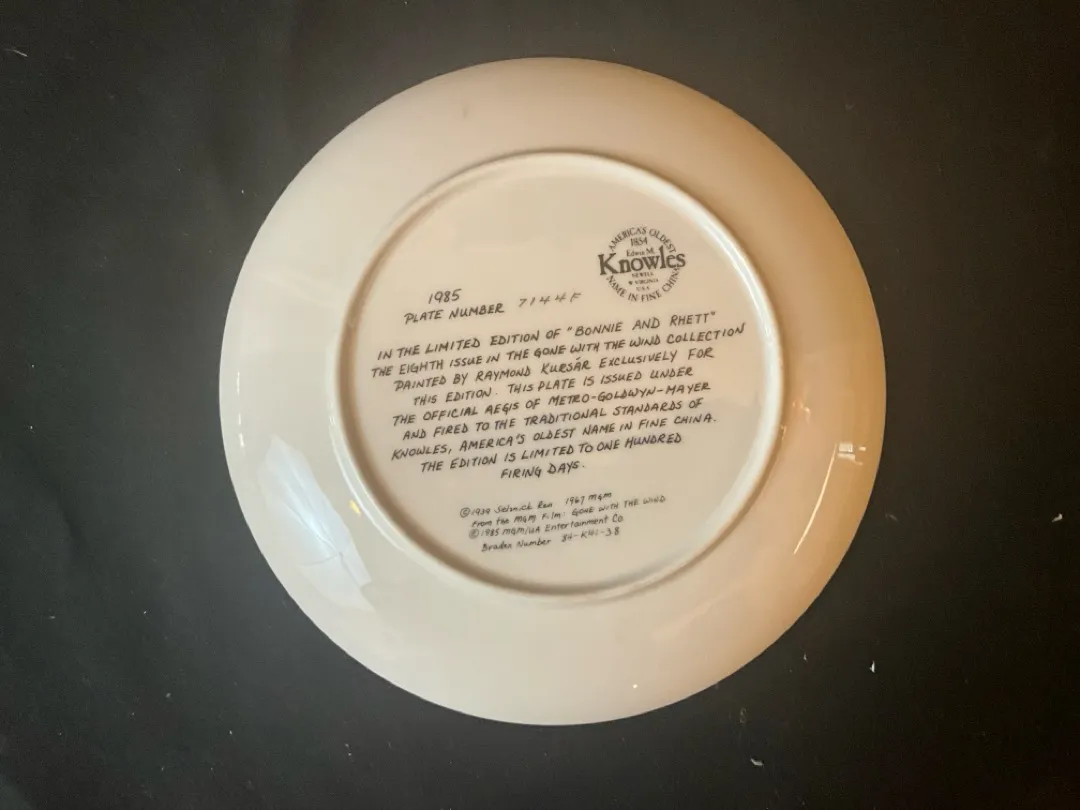 AMERICA'S OLDEST
1854
Edwin M.
Knowles
NEWELL
W VIRGINIA
U.S.A.
NAME IN FINE CHINA
1985
PLATE NUMBER 7144F
IN THE LIMITED EDITION OF "BONNIE AND RHETT"
THE EIGHTH ISSUE IN THE GONE WITH THE WIND COLLECTION
PAINTED BY RAYMOND KURSÁR EXCLUSIVELY FOR
THIS EDITION. THIS PLATE IS ISSUED UNDER
THE OFFICIAL AEGIS OF METRO-GOLDWYN-MAYER
AND FIRED TO THE TRADITIONAL STANDARDS OF
KNOWLES, AMERICA'S OLDEST NAME IN FINE CHINA.
THE EDITION IS LIMITED TO ONE HUNDRED
FIRING DAYS.
©1939 Selznick Ren 1967 MGM
From the MGM Film: GONE WITH THE WIND
©1985 MGM/UA Entertainment Co
Bradex Number 84-K41-3.8